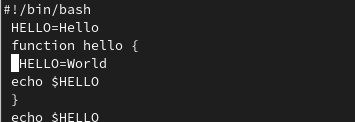 #!/bin/bash
HELLO=Hello
function hello {
HELLO=World
echo $HELLO
}
echo $HELLO